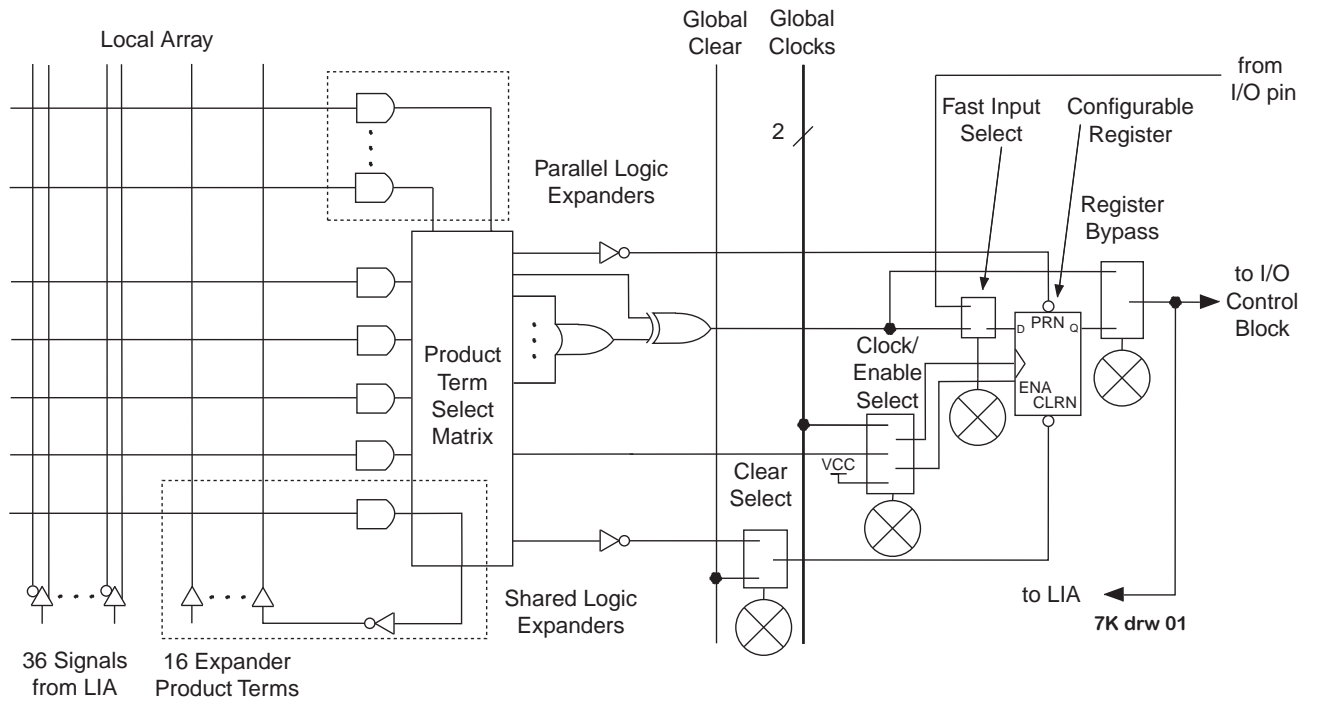 Local Array
Global
Clear
Global
Clocks
from
I/O pin
Fast Input
Select
Configurable
Register
2
Parallel Logic
Expanders
Register
Bypass
to I/O
Control
Block
PRN
D
Q
Clock/
Enable
Select
ENA
CLRN
Product
Term
Select
Matrix
VCC
Clear
Select
Shared Logic
Expanders
to LIA
7K drw 01
36 Signals
from LIA
16 Expander
Product Terms